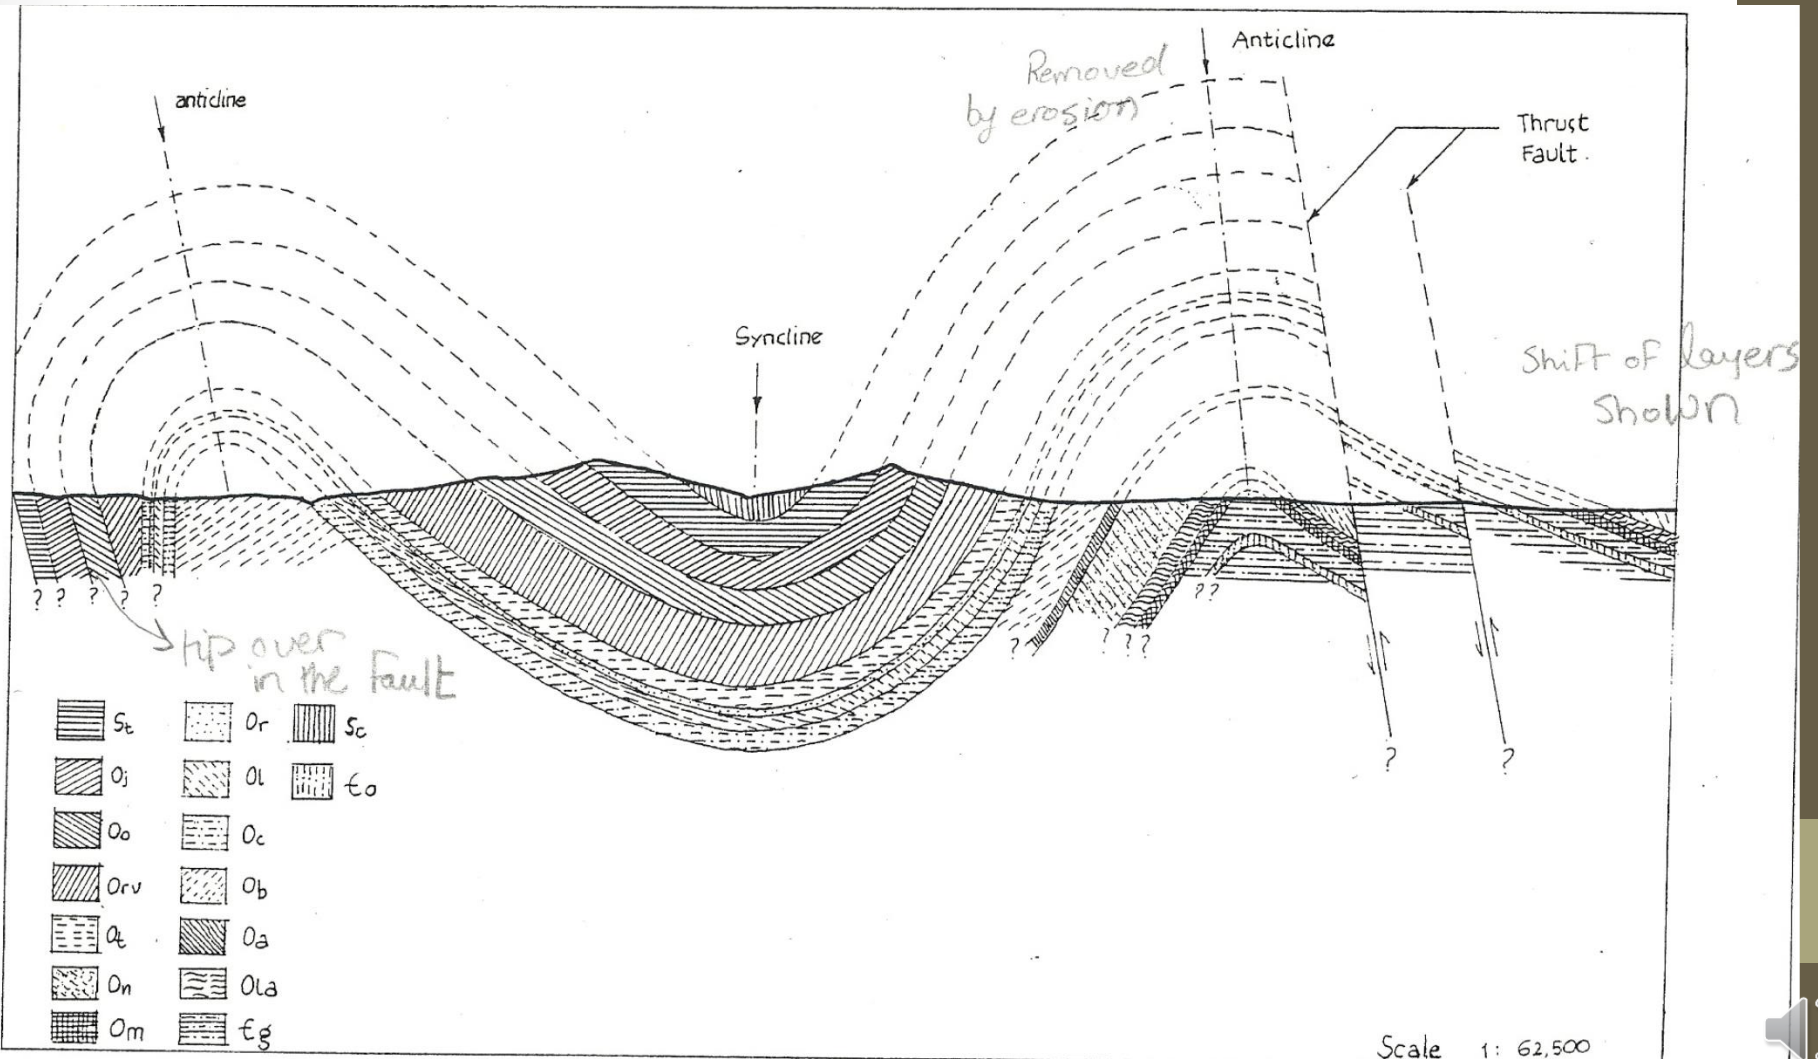 Anticline
Removed
by erosion
anticline
Thrust
Fault.
Syncline
Shift of layers
Shown
? ? ? ? ?
? ? ? ?
? ?
tip over
in the Fault
? ?
St
Or
Sc
Oj
Ol
Єo
Oo
Oc
Orv
Ob
Ot
Oa
On
Ola
Om
Єg
Scale 1: 62,500